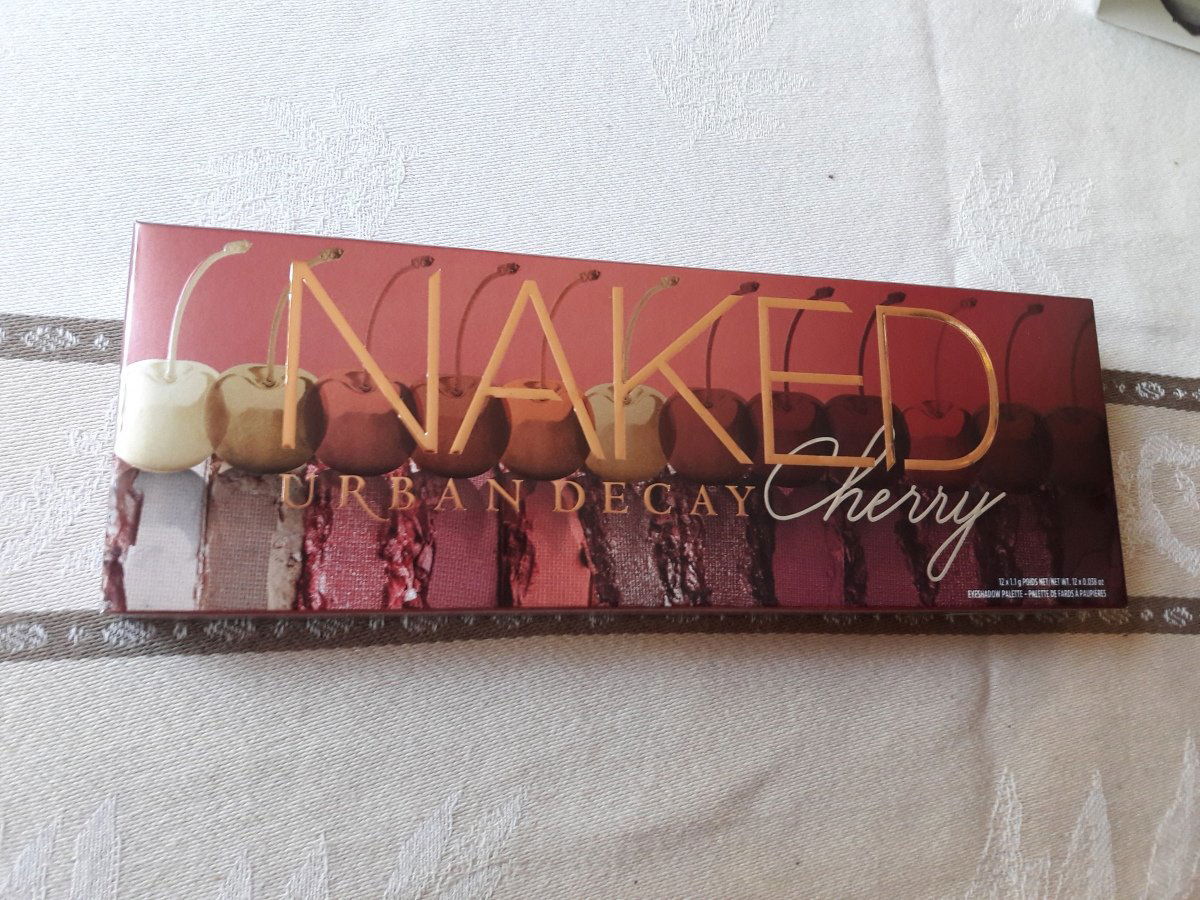 NAKED
URBAN DECAY Cherry
12 x 1.1 g POIDS NET/NET WT. 12 x 0.038 oz
EYESHADOW PALETTE - PALETTE DE FARDS À PAUPIÈRES